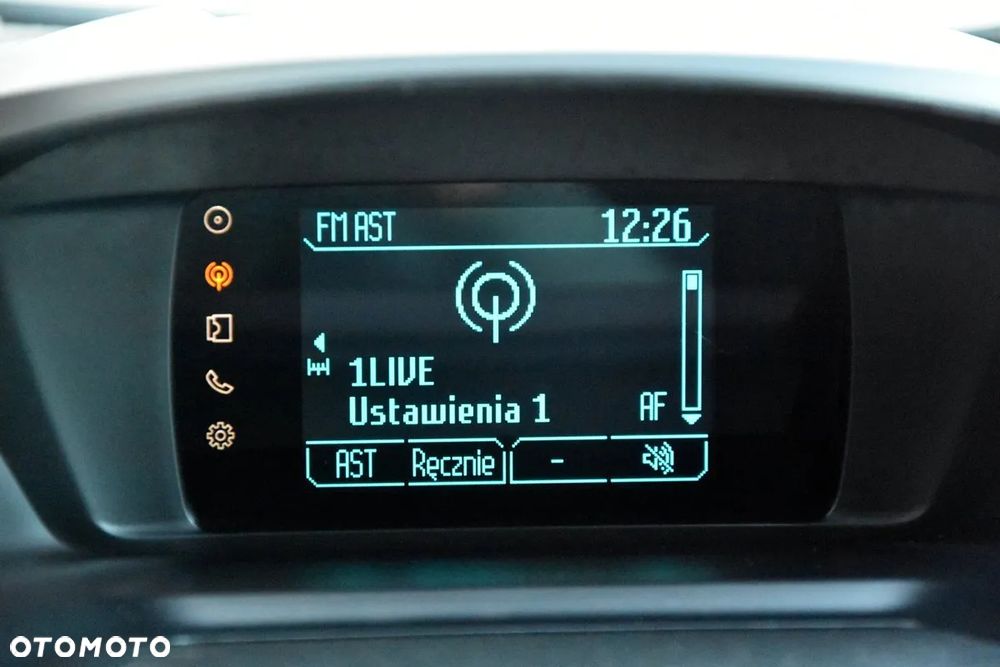 FM AST 12:26
1LIVE
Ustawienia 1 AF
AST Ręcznie -
OTOMOTO